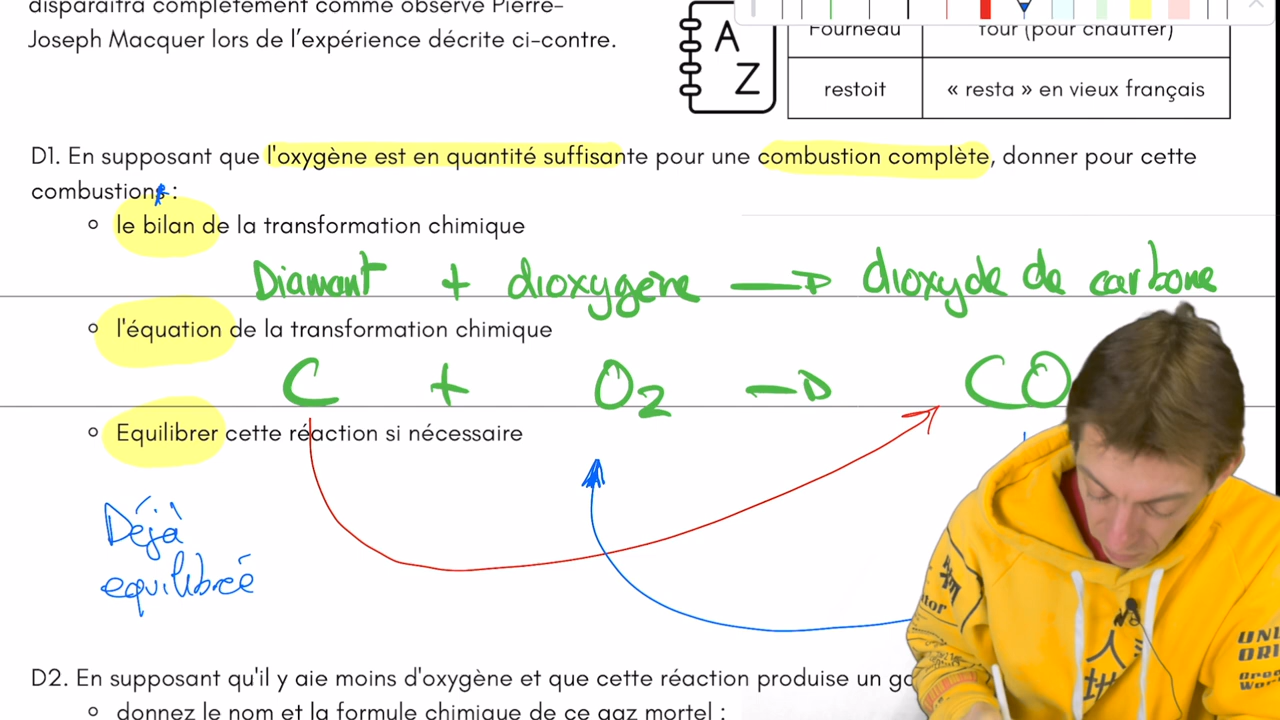 disparaitra complètement comme observé Pierre-
Joseph Macquer lors de l'expérience décrite ci-contre.
A
Z
Fourneau four (pour chauffer)
restoit « resta » en vieux français
D1. En supposant que l'oxygène est en quantité suffisante pour une combustion complète, donner pour cette
combustion :
le bilan de la transformation chimique
Diamant + dioxygène → dioxyde de carbone
l'équation de la transformation chimique
C + O2 → CO
Equilibrer cette réaction si nécessaire
Déjà
equilibreé
D2. En supposant qu'il y aie moins d'oxygène et que cette réaction produise un
donnez le nom et la formule chimique de ce gaz mortel :